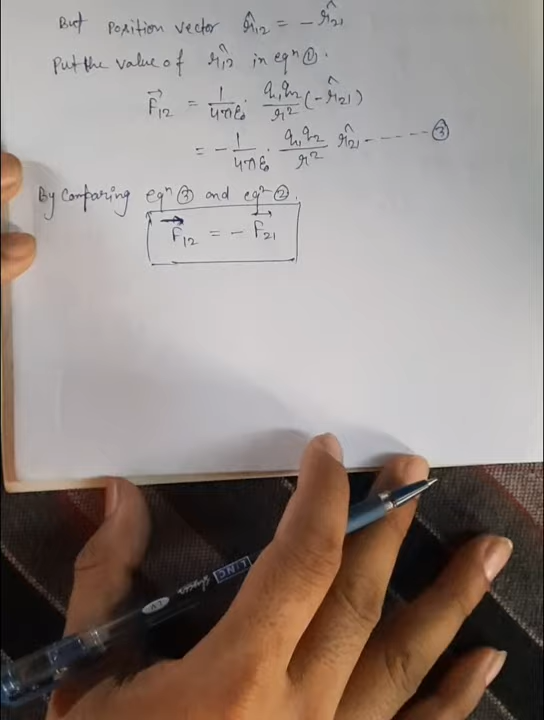 But Position vector r̂12 = - r̂21
Put the value of r̂12 in eqn ①.
F⃗12 = 1/4πε0 · q1q2/r² (-r̂21)
= - 1/4πε0 · q1q2/r² r̂21 ------ ③
By Comparing eqn ③ and eqn ②.
F⃗12 = - F⃗21
LINC